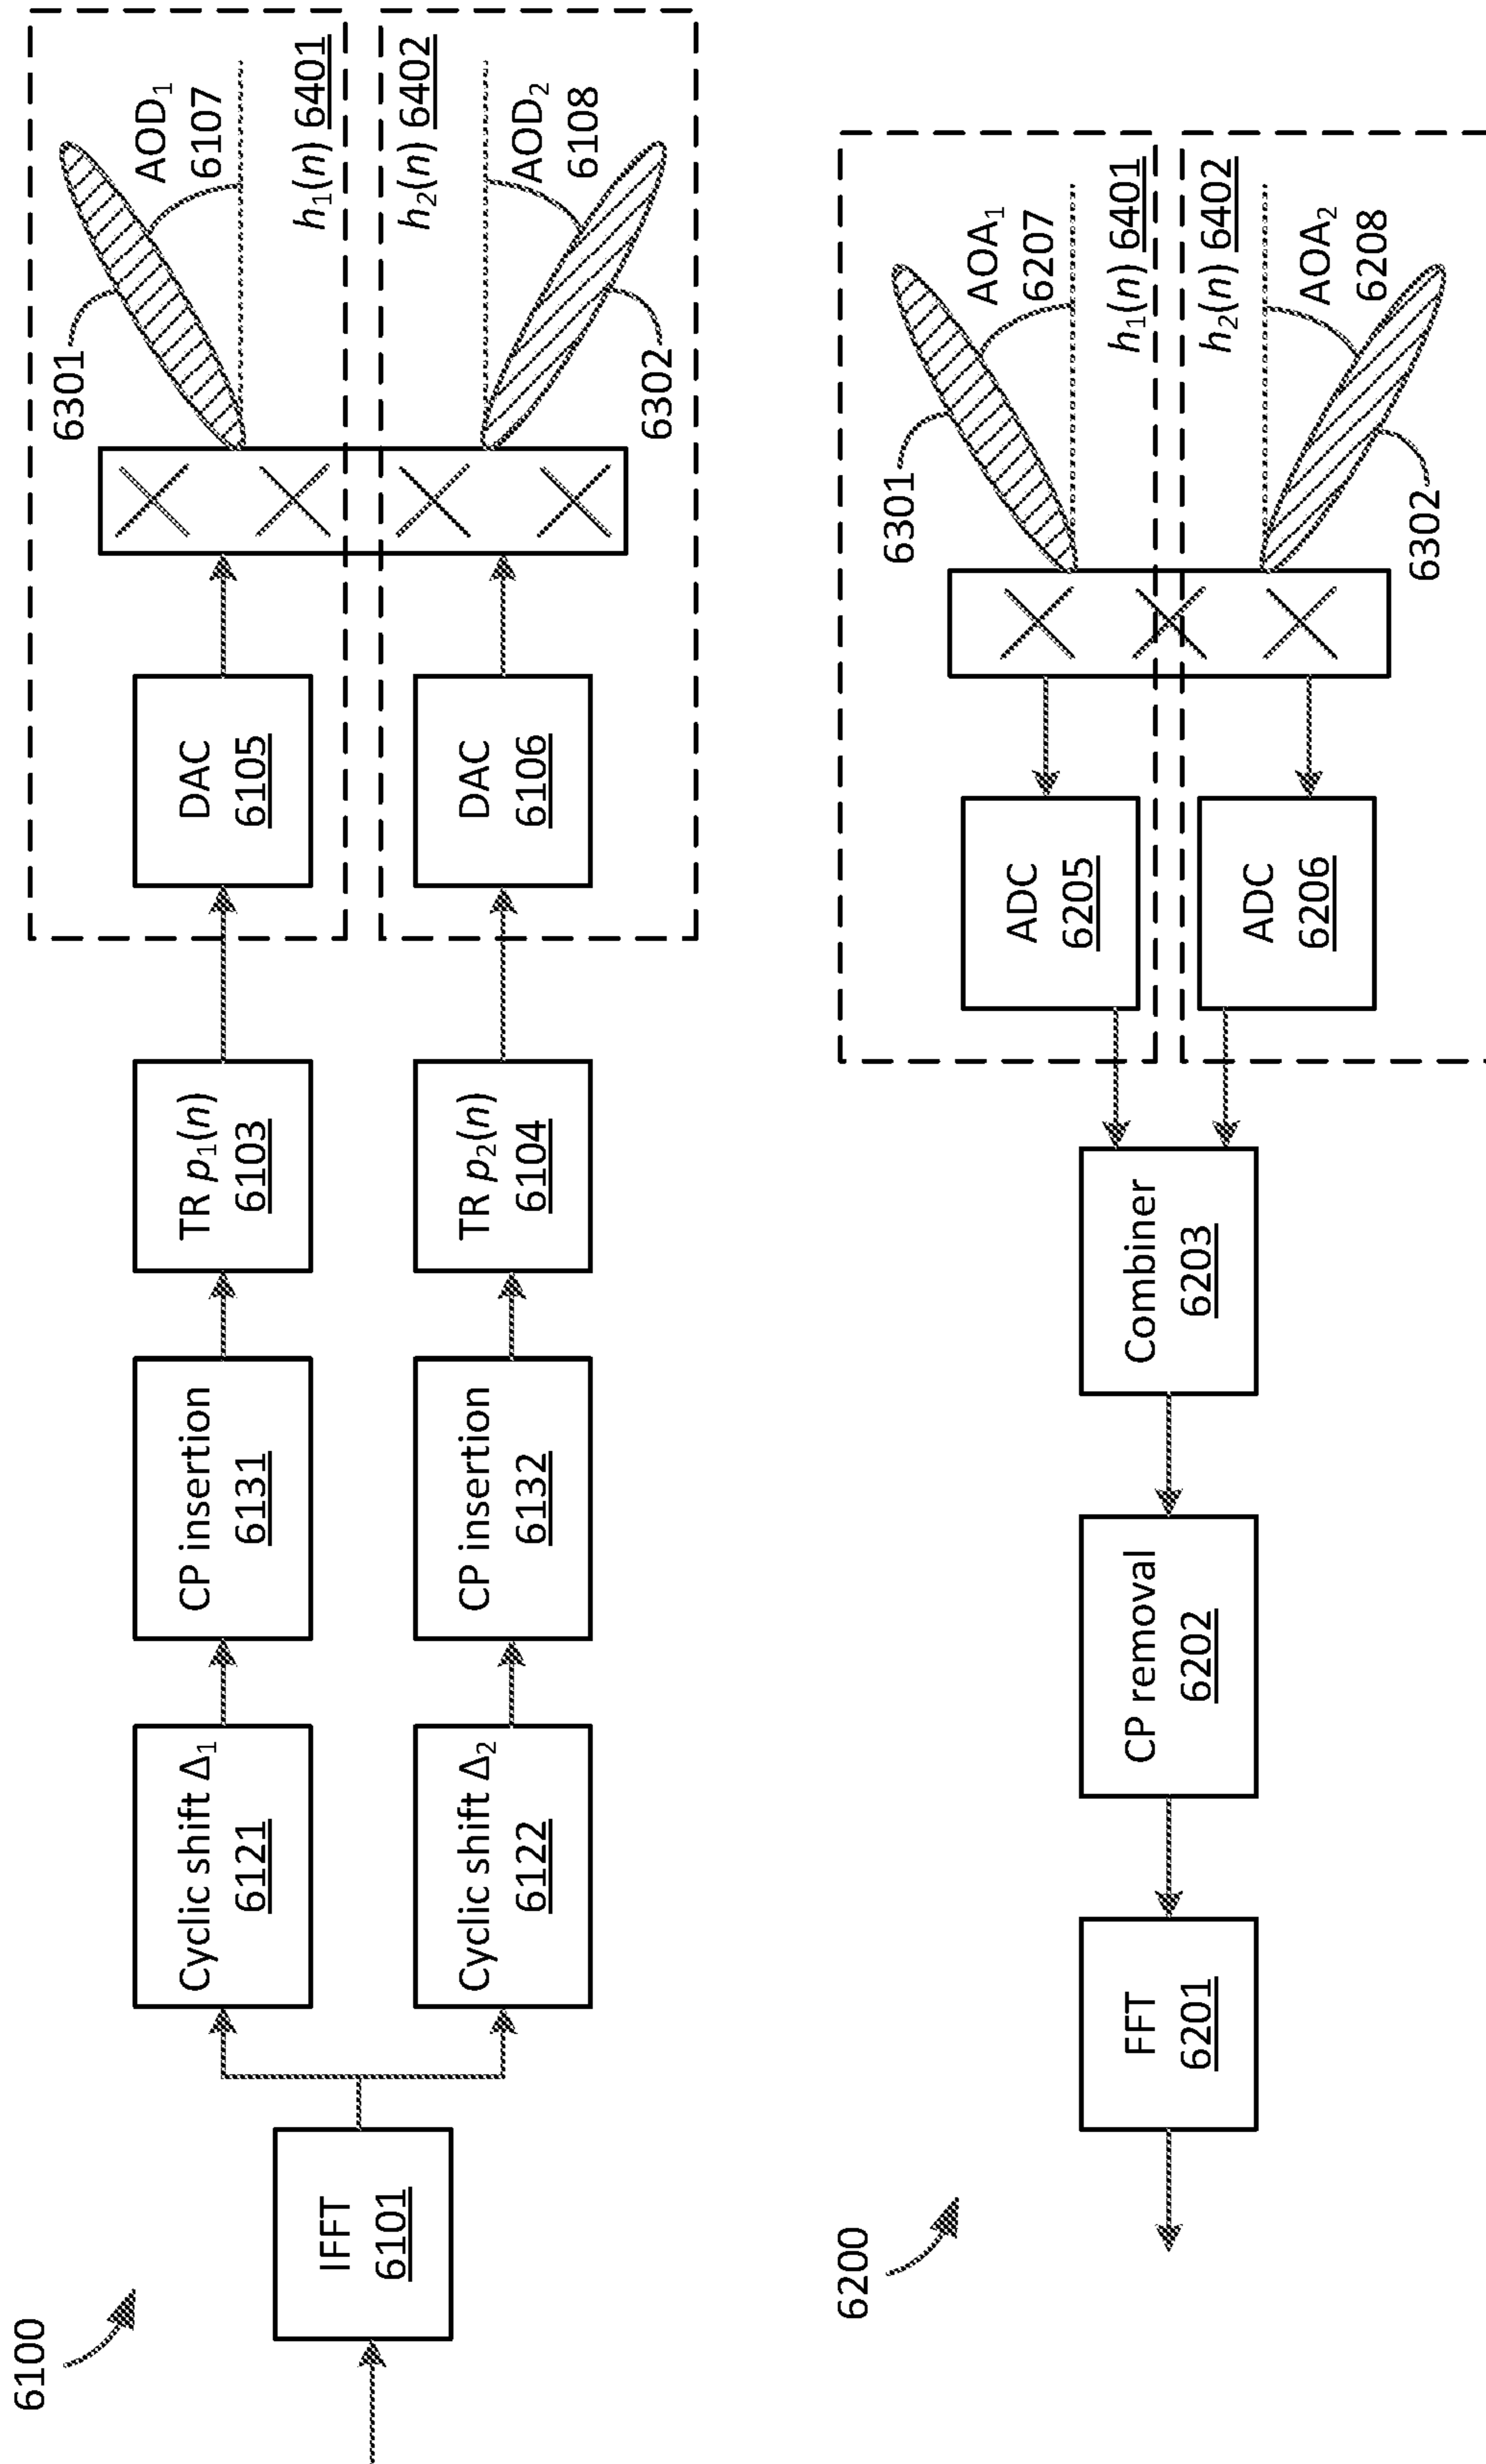 6100
IFFT
6101
Cyclic shift Δ₁
6121
CP insertion
6131
TR p₁(n)
6103
DAC
6105
6301
AOD₁
6107
h₁(n) 6401
Cyclic shift Δ₂
6122
CP insertion
6132
TR p₂(n)
6104
DAC
6106
h₂(n) 6402
AOD₂
6108
6302
6200
FFT
6201
CP removal
6202
Combiner
6203
ADC
6205
6301
AOA₁
6207
h₁(n) 6401
ADC
6206
h₂(n) 6402
AOA₂
6208
6302